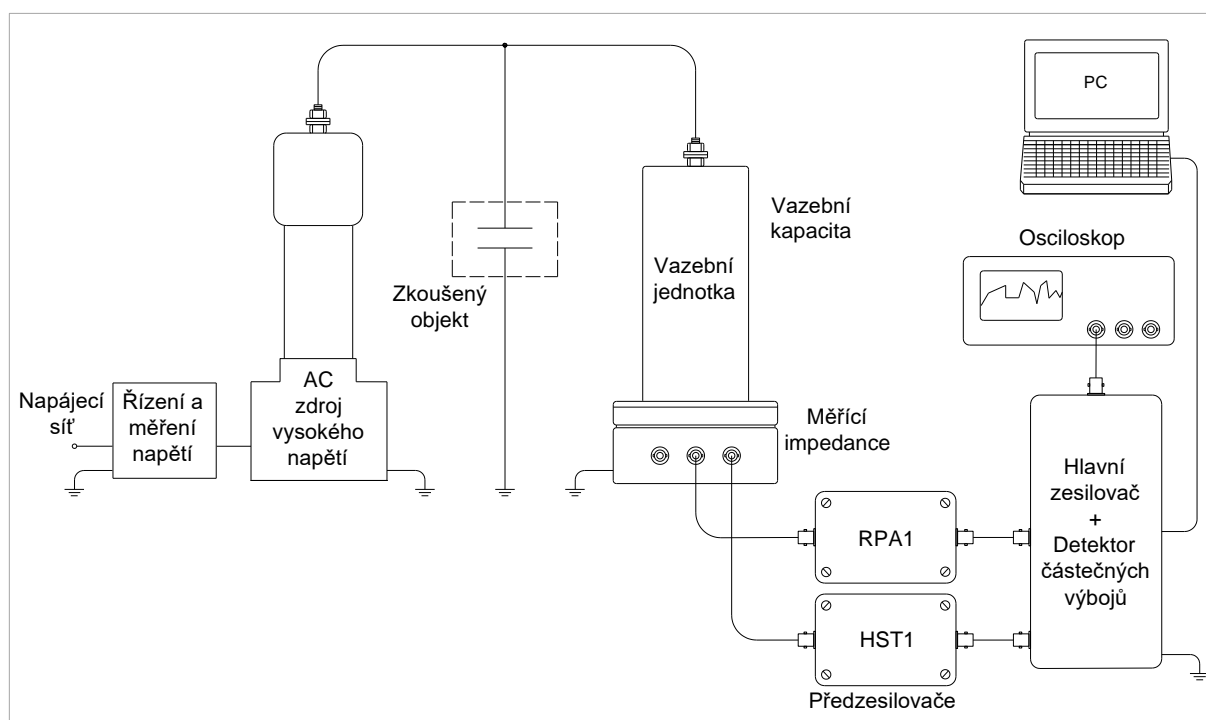 PC
Vazební
kapacita
Osciloskop
Vazební
jednotka
Zkoušený
objekt
Napájecí
síť
Řízení a
měření
napětí
AC
zdroj
vysokého
napětí
Měřící
impedance
Hlavní
zesilovač
+
Detektor
částečných
výbojů
RPA1
HST1
Předzesilovače